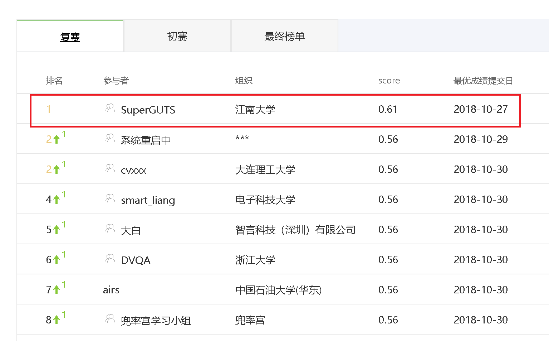 复赛 初赛 最终榜单
排名 参与者 组织 score 最优成绩提交日
1 SuperGUTS 江南大学 0.61 2018-10-27
2 1 系统重启中 *** 0.56 2018-10-29
2 1 cvxxx 大连理工大学 0.56 2018-10-30
4 1 smart_liang 电子科技大学 0.56 2018-10-30
5 1 大白 智言科技（深圳）有限公司 0.56 2018-10-30
6 1 DVQA 浙江大学 0.56 2018-10-30
7 1 airs 中国石油大学(华东) 0.56 2018-10-30
8 1 兜率宫学习小组 兜率宫 0.56 2018-10-30